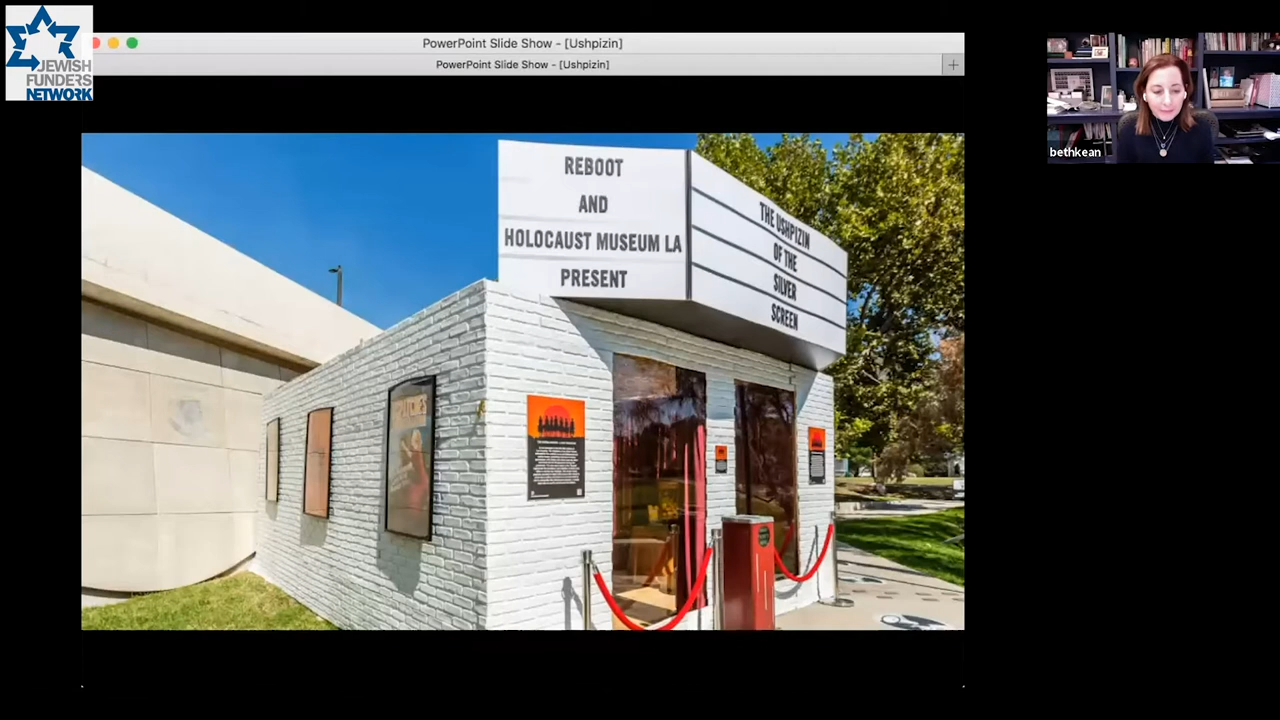 JEWISH
FUNDERS
NETWORK
PowerPoint Slide Show - [Ushpizin]
PowerPoint Slide Show - [Ushpizin]
REBOOT
AND
HOLOCAUST MUSEUM LA
PRESENT
THE USHPIZIN
OF THE
SILVER
SCREEN
bethkean